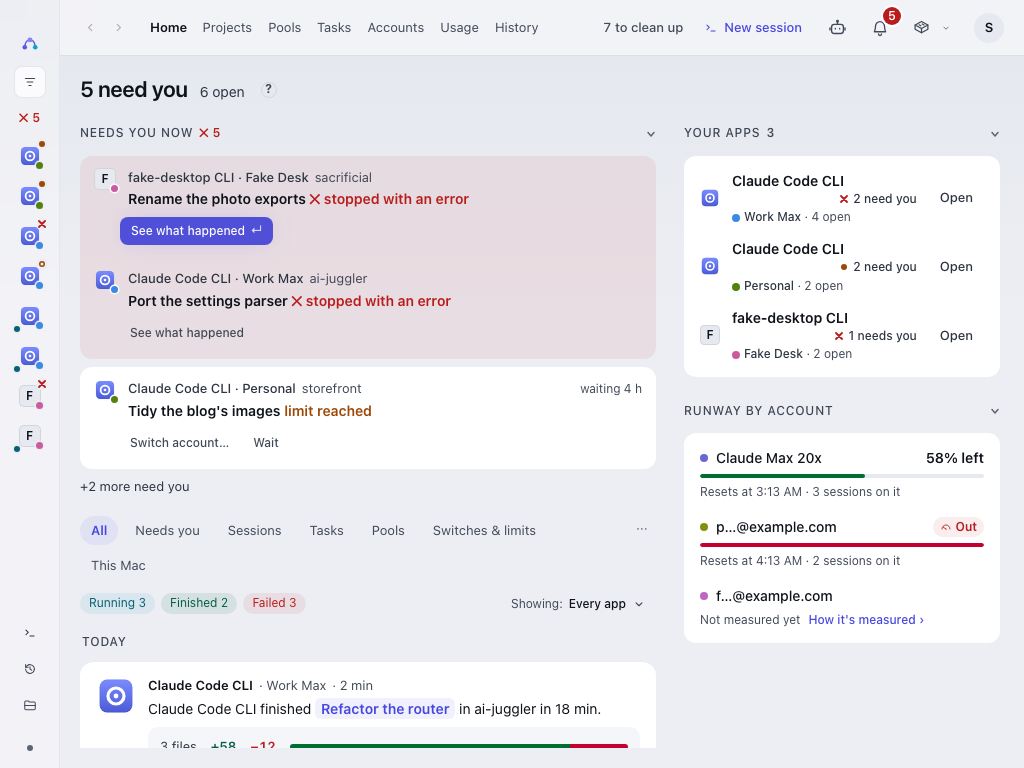 Home Projects Pools Tasks Accounts Usage History 7 to clean up New session 5 S
5 need you 6 open ?
5
NEEDS YOU NOW 5
F fake-desktop CLI · Fake Desk sacrificial
Rename the photo exports stopped with an error
See what happened
Claude Code CLI · Work Max ai-juggler
Port the settings parser stopped with an error
See what happened
Claude Code CLI · Personal storefront waiting 4 h
Tidy the blog's images limit reached
Switch account... Wait
+2 more need you
All Needs you Sessions Tasks Pools Switches & limits ...
This Mac
Running 3 Finished 2 Failed 3 Showing: Every app
TODAY
Claude Code CLI · Work Max · 2 min
Claude Code CLI finished Refactor the router in ai-juggler in 18 min.
3 files +58 −12
YOUR APPS 3
Claude Code CLI
2 need you Open
Work Max · 4 open
Claude Code CLI
2 need you Open
Personal · 2 open
fake-desktop CLI
F 1 needs you Open
Fake Desk · 2 open
RUNWAY BY ACCOUNT
Claude Max 20x 58% left
Resets at 3:13 AM · 3 sessions on it
p...@example.com Out
Resets at 4:13 AM · 2 sessions on it
f...@example.com
Not measured yet How it's measured ›
F
F